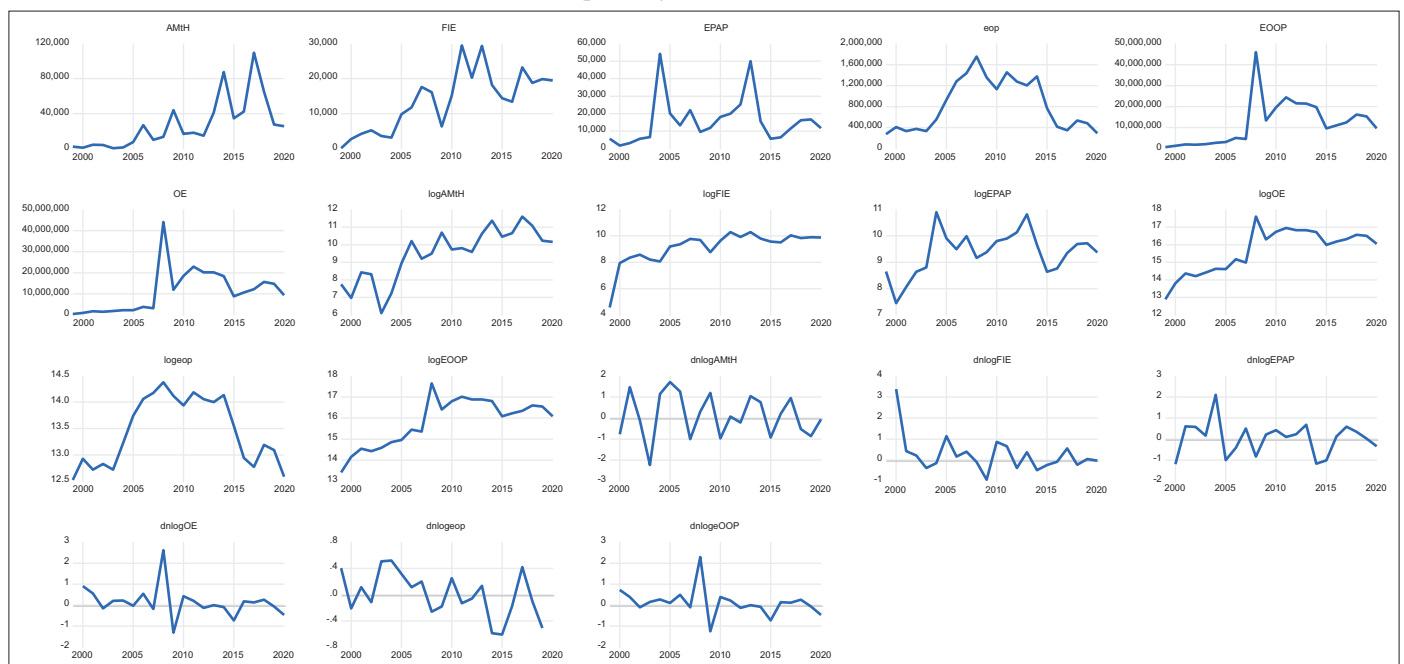 AMtH FIE EPAP eop EOOP
120,000 30,000 60,000 2,000,000 50,000,000
50,000 1,600,000 40,000,000
80,000 20,000 40,000 1,200,000 30,000,000
30,000
40,000 10,000 20,000 800,000 20,000,000
10,000 400,000 10,000,000
0 0 0 0 0
2000 2005 2010 2015 2020 2000 2005 2010 2015 2020 2000 2005 2010 2015 2020 2000 2005 2010 2015 2020 2000 2005 2010 2015 2020
OE logAMtH logFIE logEPAP logOE
50,000,000 12 12 11 18
40,000,000 11 10 10 17
30,000,000 10 8 9 16
20,000,000 9 6 8 15
10,000,000 8 4 7 14
0 7 13
6 12
2000 2005 2010 2015 2020 2000 2005 2010 2015 2020 2000 2005 2010 2015 2020 2000 2005 2010 2015 2020 2000 2005 2010 2015 2020
logeop logEOOP dnlogAMtH dnlogFIE dnlogEPAP
14.5 18 2 4 3
14.0 17 1 3 2
13.5 16 0 2 1
13.0 15 -1 1 0
12.5 14 -2 0 -1
13 -3 -1 -2
2000 2005 2010 2015 2020 2000 2005 2010 2015 2020 2000 2005 2010 2015 2020 2000 2005 2010 2015 2020 2000 2005 2010 2015 2020
dnlogOE dnlogeop dnlogeOOP
3 .8 3
2 .4 2
1 .0 1
0 -.4 0
-1 -.8 -1
-2 -2
2000 2005 2010 2015 2020 2000 2005 2010 2015 2020 2000 2005 2010 2015 2020